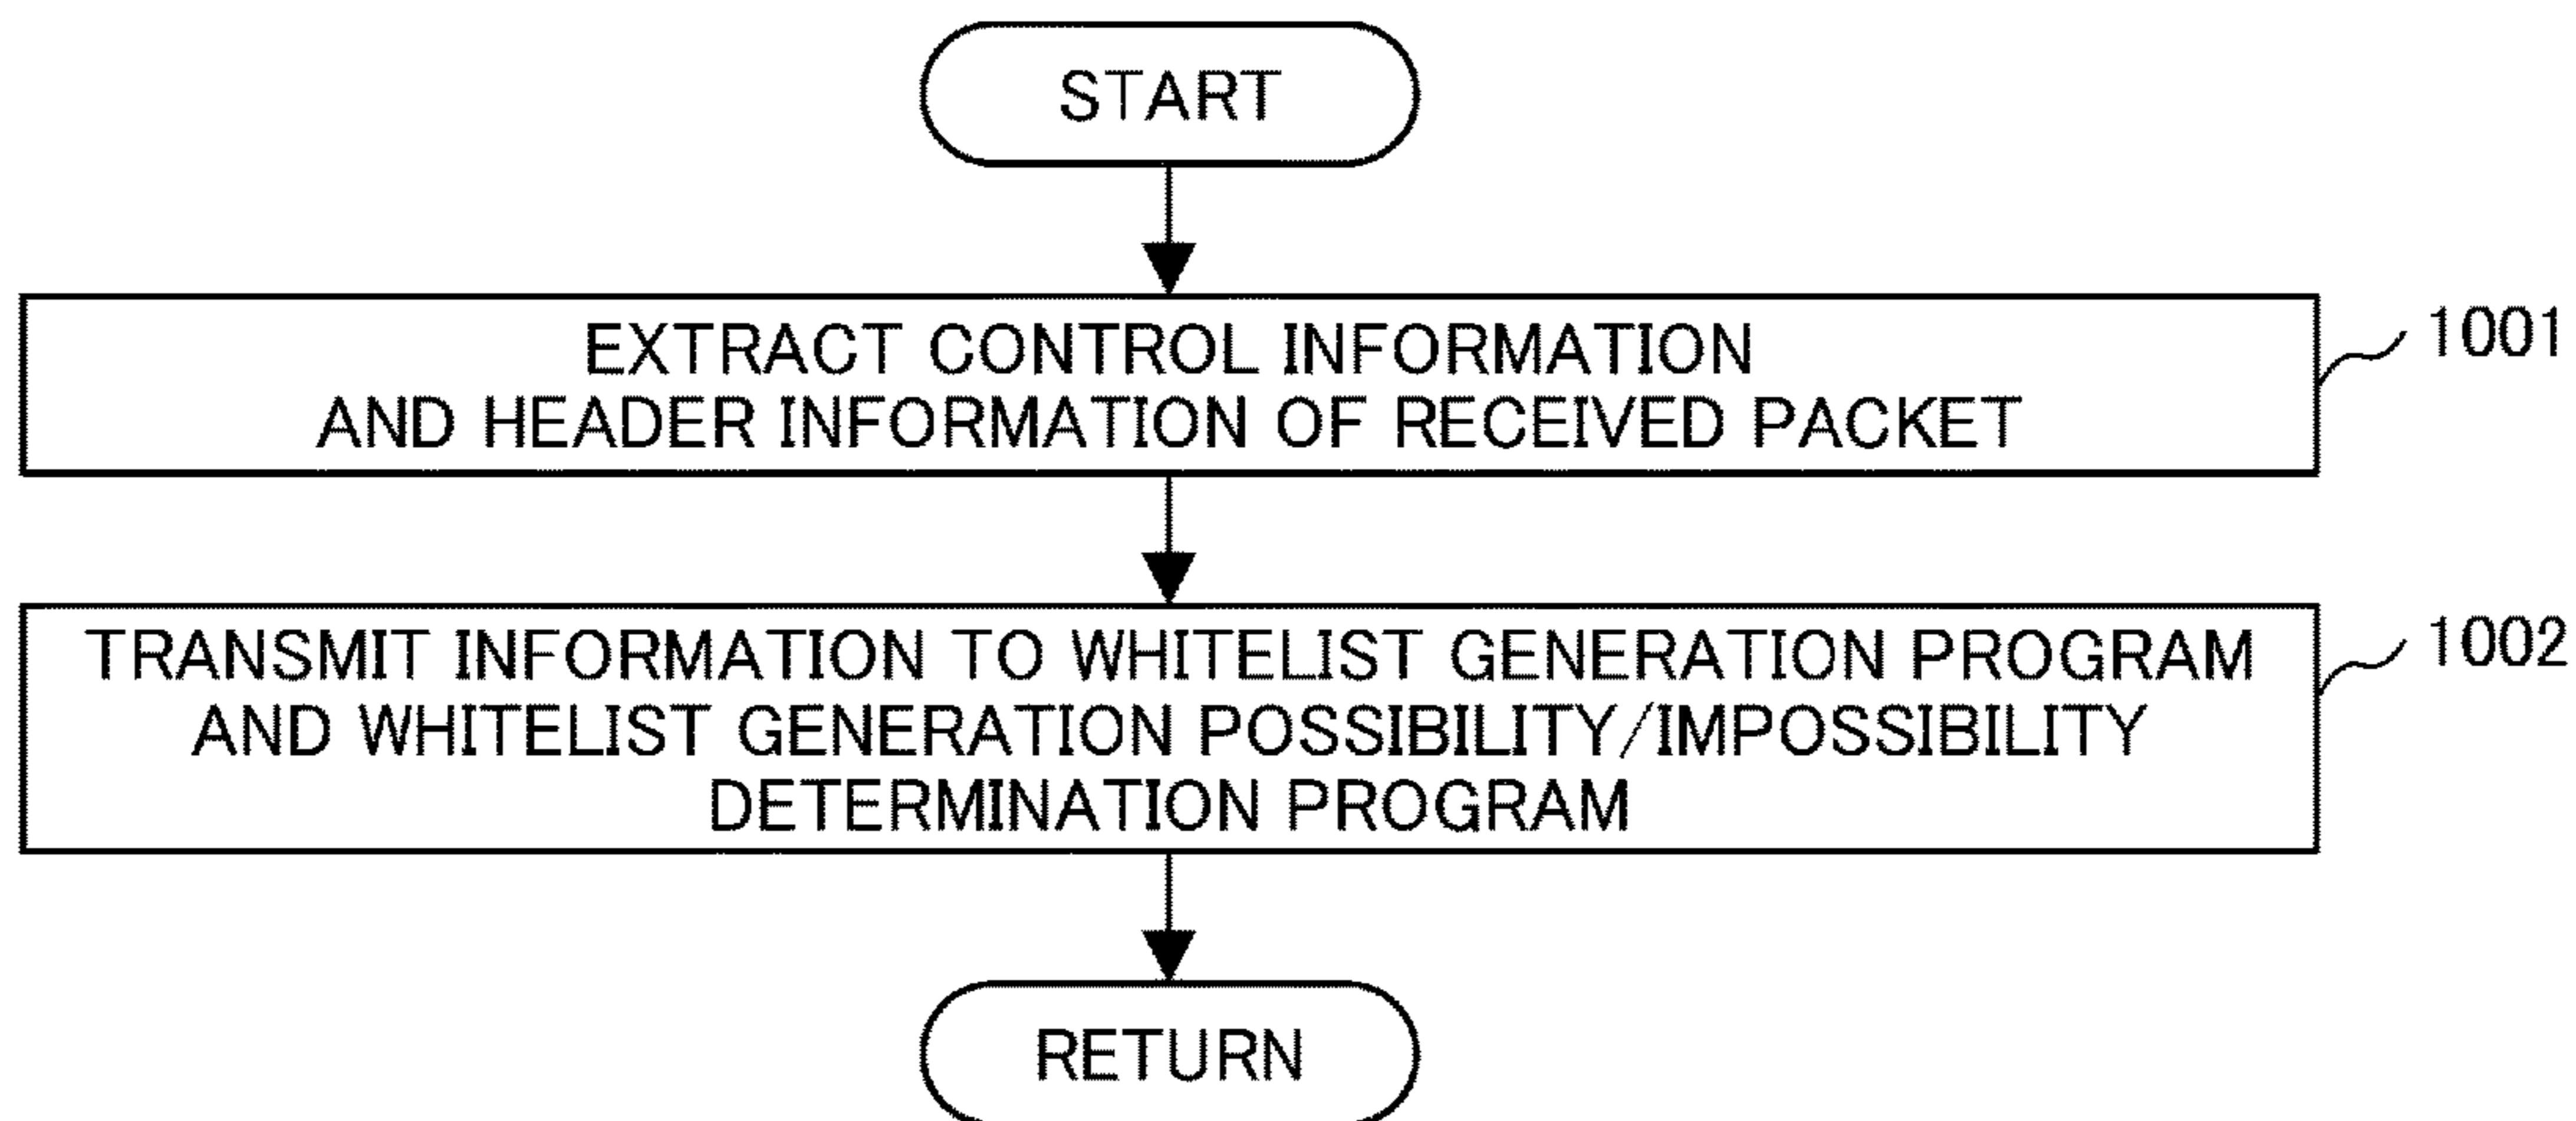 START
EXTRACT CONTROL INFORMATION
AND HEADER INFORMATION OF RECEIVED PACKET
1001
TRANSMIT INFORMATION TO WHITELIST GENERATION PROGRAM
AND WHITELIST GENERATION POSSIBILITY/IMPOSSIBILITY
DETERMINATION PROGRAM
1002
RETURN